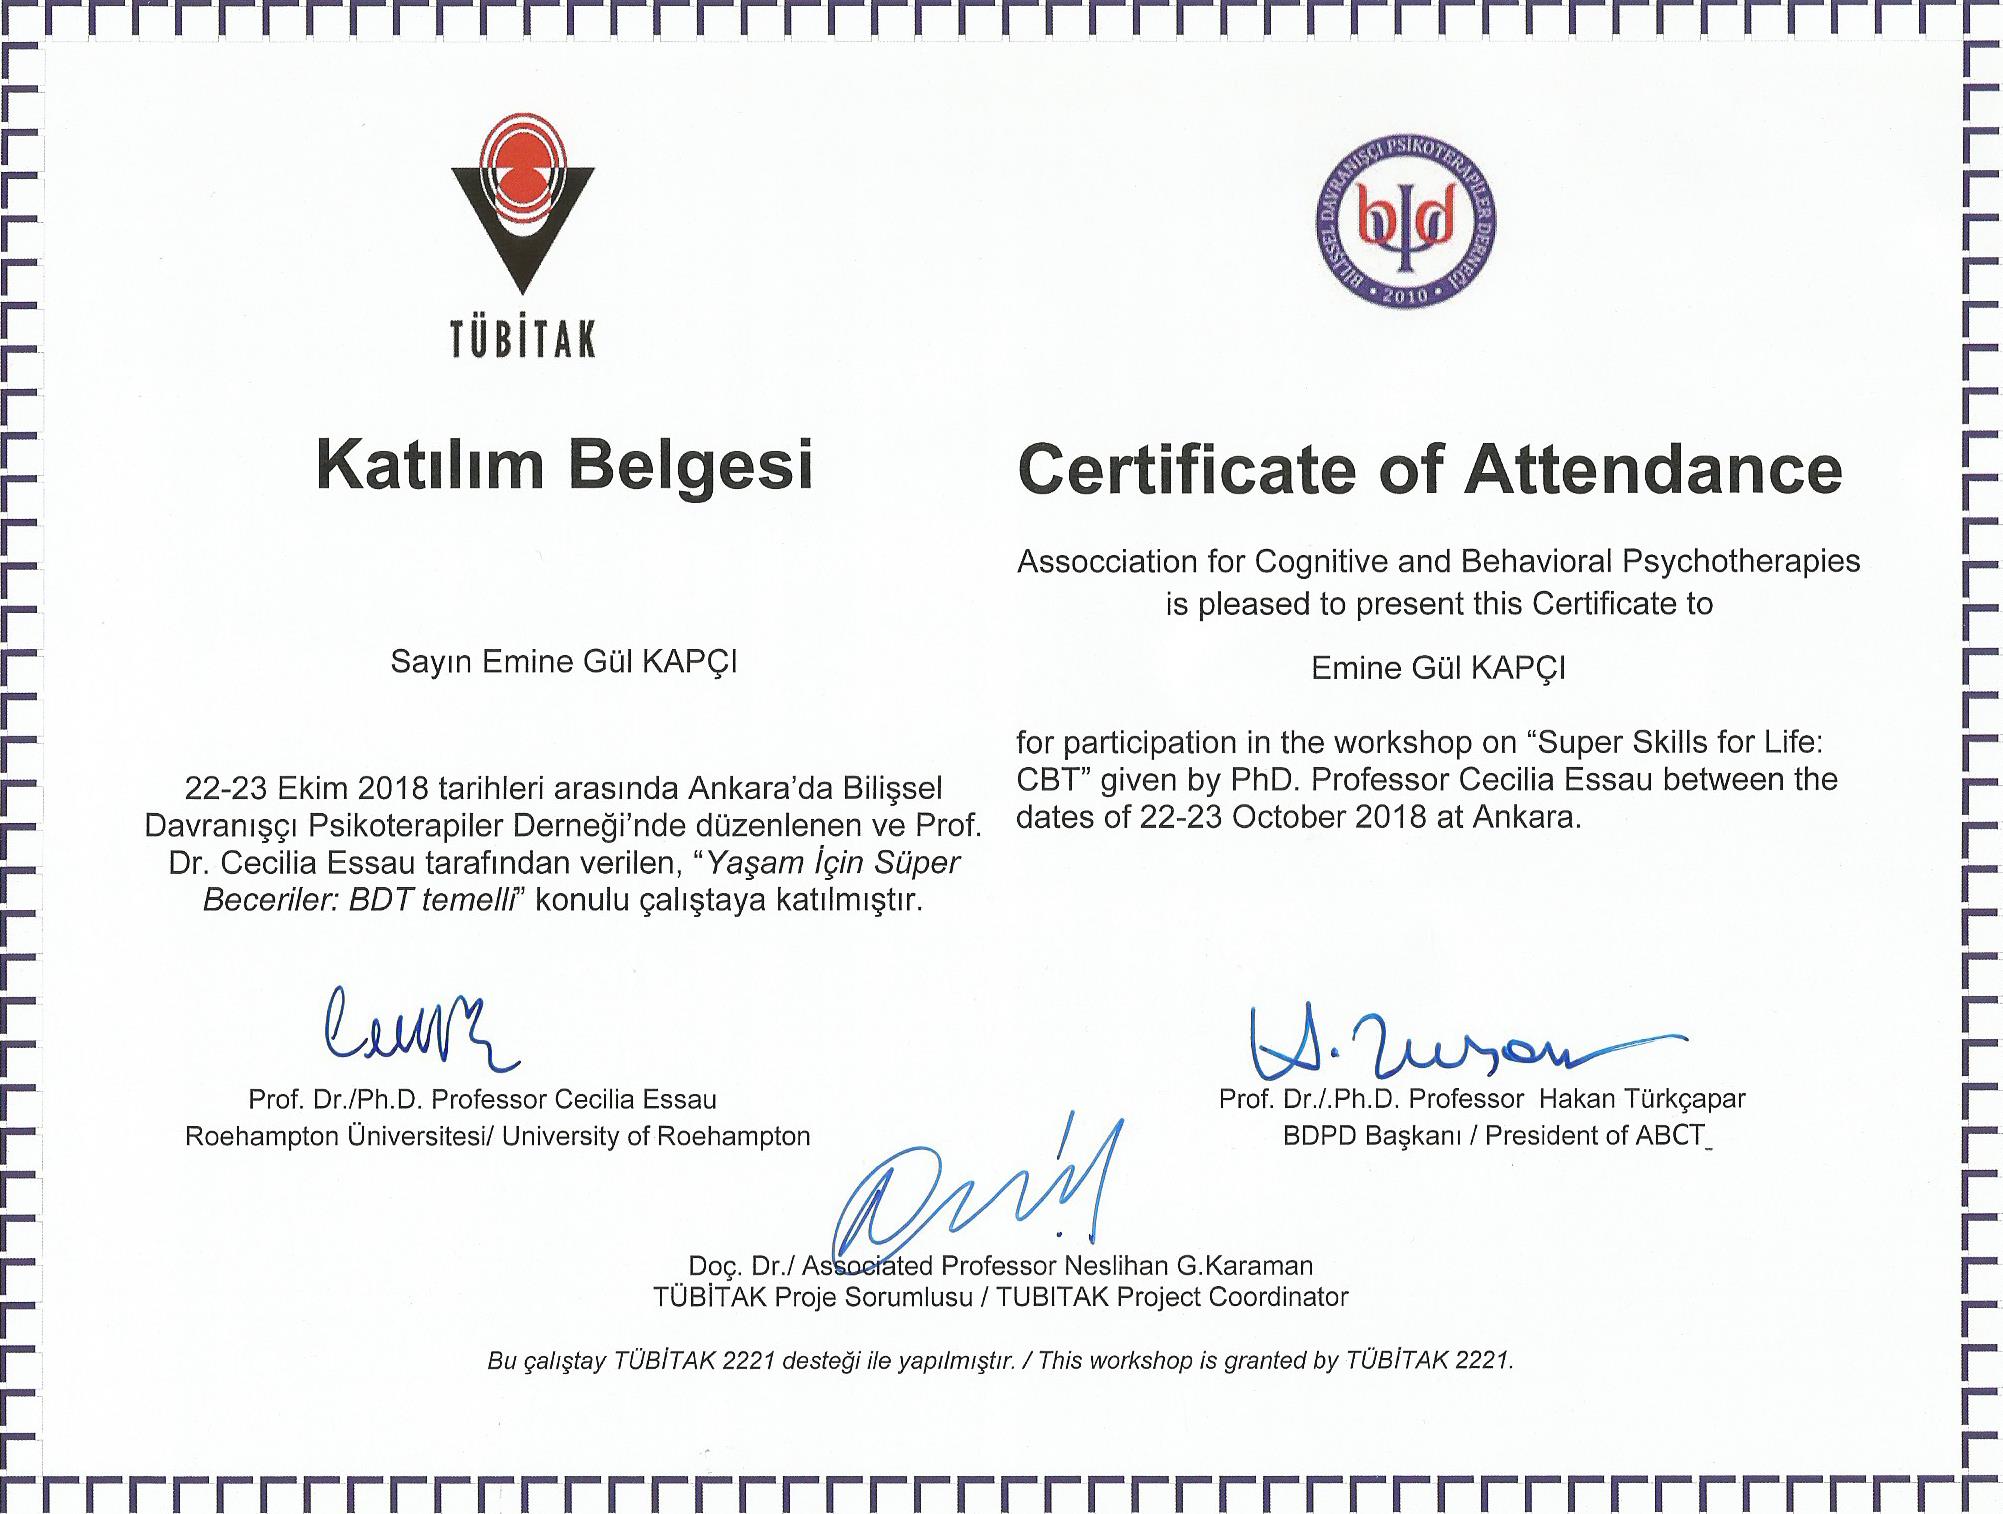 TÜBİTAK
BİLİŞSEL DAVRANIŞÇI PSİKOTERAPİLER DERNEĞİ
• 2010 •
bψd
Katılım Belgesi
Sayın Emine Gül KAPÇI
22-23 Ekim 2018 tarihleri arasında Ankara’da Bilişsel
Davranışçı Psikoterapiler Derneği’nde düzenlenen ve Prof.
Dr. Cecilia Essau tarafından verilen, “Yaşam İçin Süper
Beceriler: BDT temelli” konulu çalıştaya katılmıştır.
Certificate of Attendance
Assocciation for Cognitive and Behavioral Psychotherapies
is pleased to present this Certificate to
Emine Gül KAPÇI
for participation in the workshop on “Super Skills for Life:
CBT” given by PhD. Professor Cecilia Essau between the
dates of 22-23 October 2018 at Ankara.
Prof. Dr./Ph.D. Professor Cecilia Essau
Roehampton Üniversitesi/ University of Roehampton
Prof. Dr./.Ph.D. Professor Hakan Türkçapar
BDPD Başkanı / President of ABCT_
Doç. Dr./ Associated Professor Neslihan G.Karaman
TÜBİTAK Proje Sorumlusu / TUBITAK Project Coordinator
Bu çalıştay TÜBİTAK 2221 desteği ile yapılmıştır. / This workshop is granted by TÜBİTAK 2221.